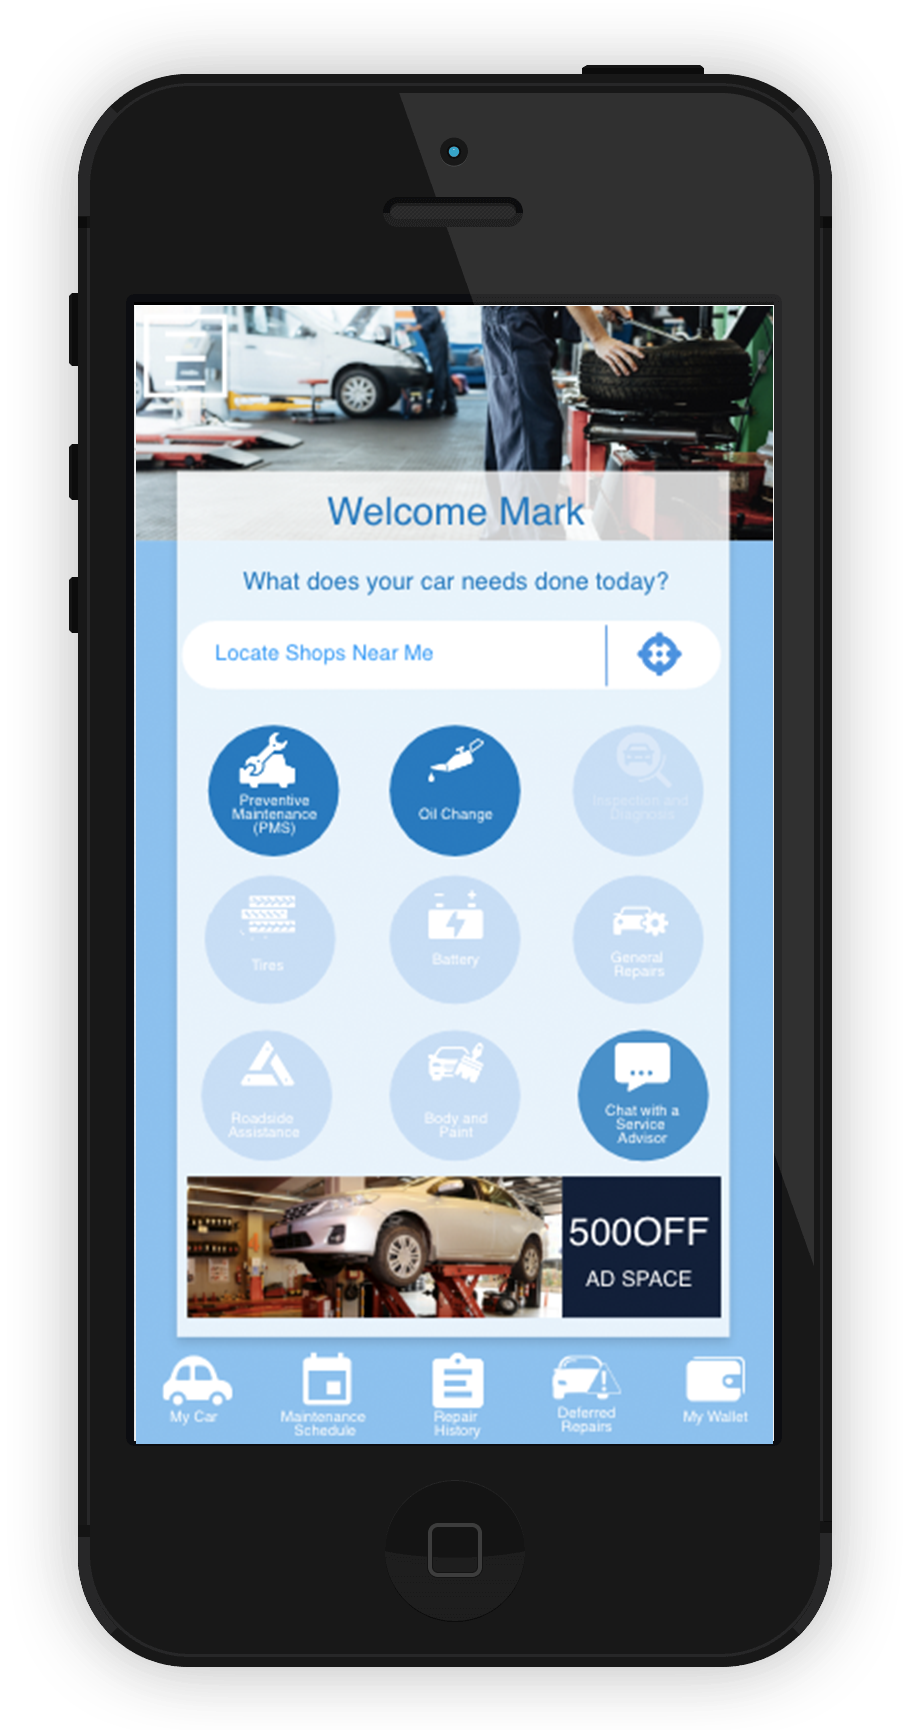 Welcome Mark
What does your car needs done today?
Locate Shops Near Me
Preventive
Maintenance
(PMS)
Oil Change
Inspection and
Diagnosis
Tires
Battery
General
Repairs
Roadside
Assistance
Body and
Paint
Chat with a
Service
Advisor
500OFF
AD SPACE
My Car
Maintenance
Schedule
Repair
History
Deferred
Repairs
My Wallet